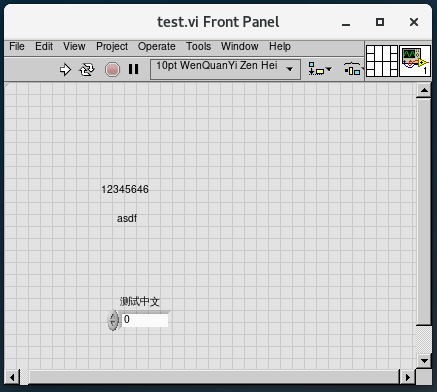 test.vi Front Panel
File Edit View Project Operate Tools Window Help
10pt WenQuanYi Zen Hei
1
12345646
asdf
测试中文
0